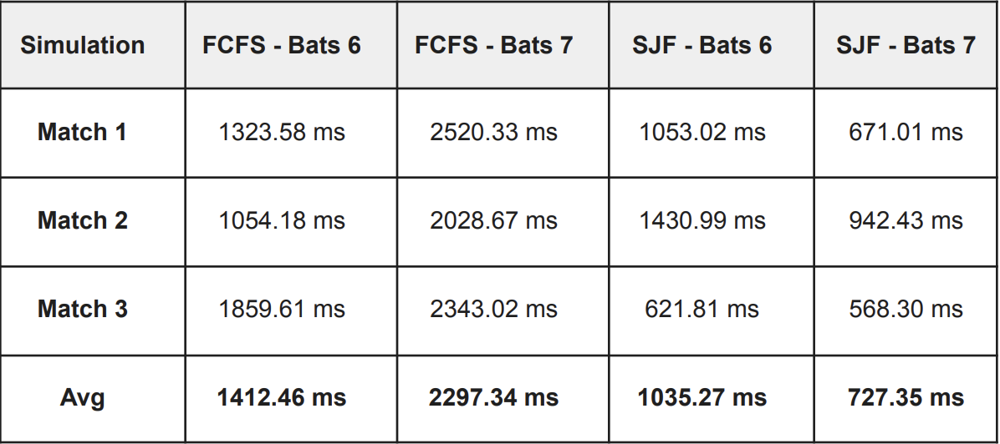 Simulation FCFS - Bats 6 FCFS - Bats 7 SJF - Bats 6 SJF - Bats 7
Match 1 1323.58 ms 2520.33 ms 1053.02 ms 671.01 ms
Match 2 1054.18 ms 2028.67 ms 1430.99 ms 942.43 ms
Match 3 1859.61 ms 2343.02 ms 621.81 ms 568.30 ms
Avg 1412.46 ms 2297.34 ms 1035.27 ms 727.35 ms